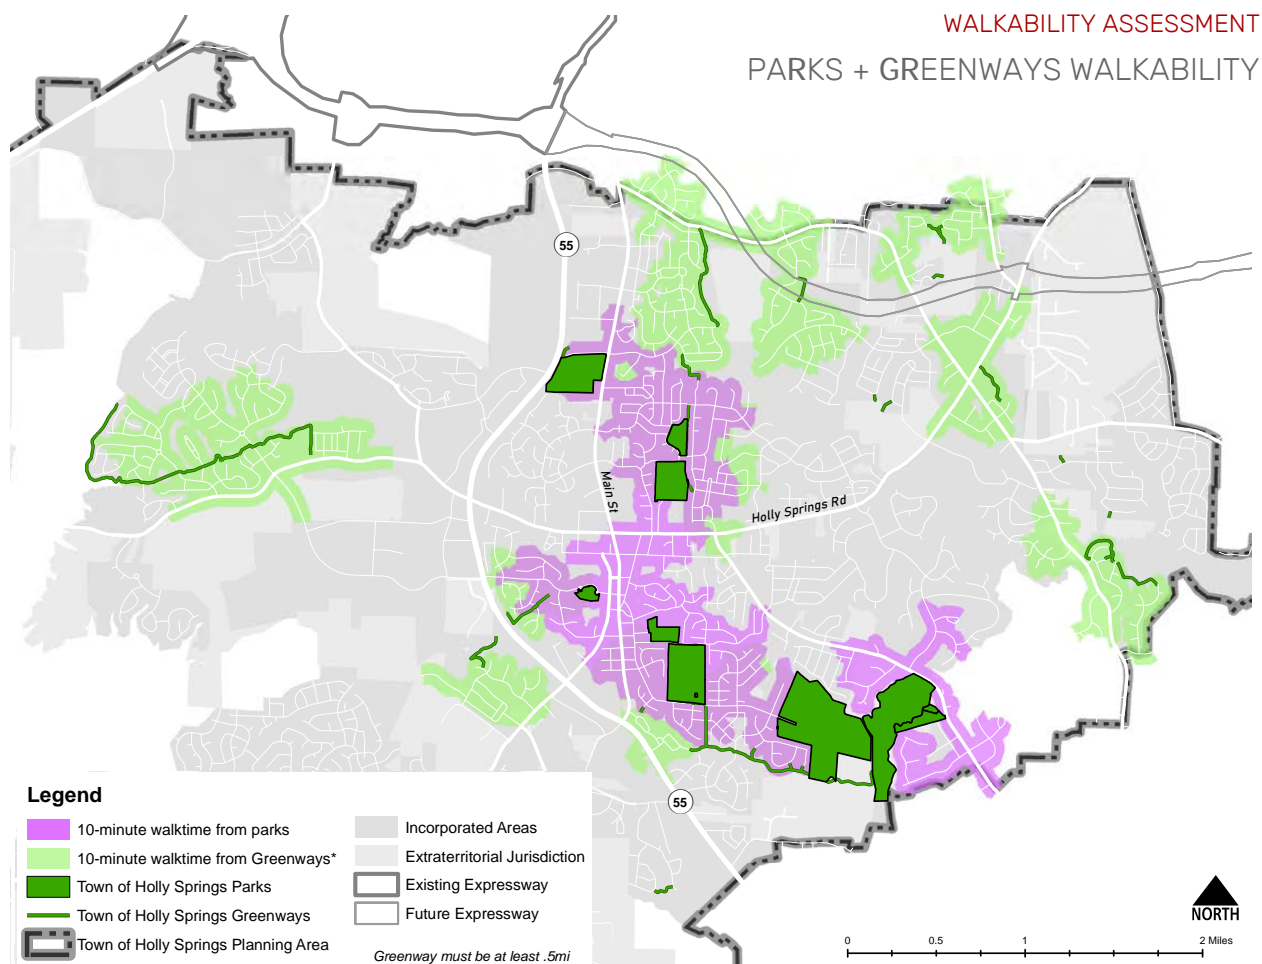 WALKABILITY ASSESSMENT
PARKS + GREENWAYS WALKABILITY
55
Main St
Holly Springs Rd
55
Legend
10-minute walktime from parks
10-minute walktime from Greenways*
Town of Holly Springs Parks
Town of Holly Springs Greenways
Town of Holly Springs Planning Area
Incorporated Areas
Extraterritorial Jurisdiction
Existing Expressway
Future Expressway
Greenway must be at least .5mi
NORTH
0 0.5 1 2 Miles